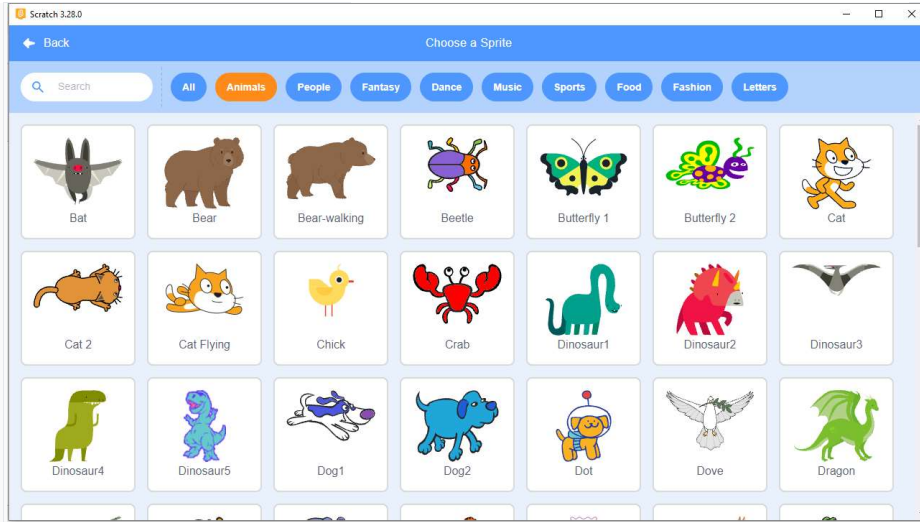 Scratch 3.28.0
Back
Choose a Sprite
Search
All Animals People Fantasy Dance Music Sports Food Fashion Letters
Bat Bear Bear-walking Beetle Butterfly 1 Butterfly 2 Cat
Cat 2 Cat Flying Chick Crab Dinosaur1 Dinosaur2 Dinosaur3
Dinosaur4 Dinosaur5 Dog1 Dog2 Dot Dove Dragon